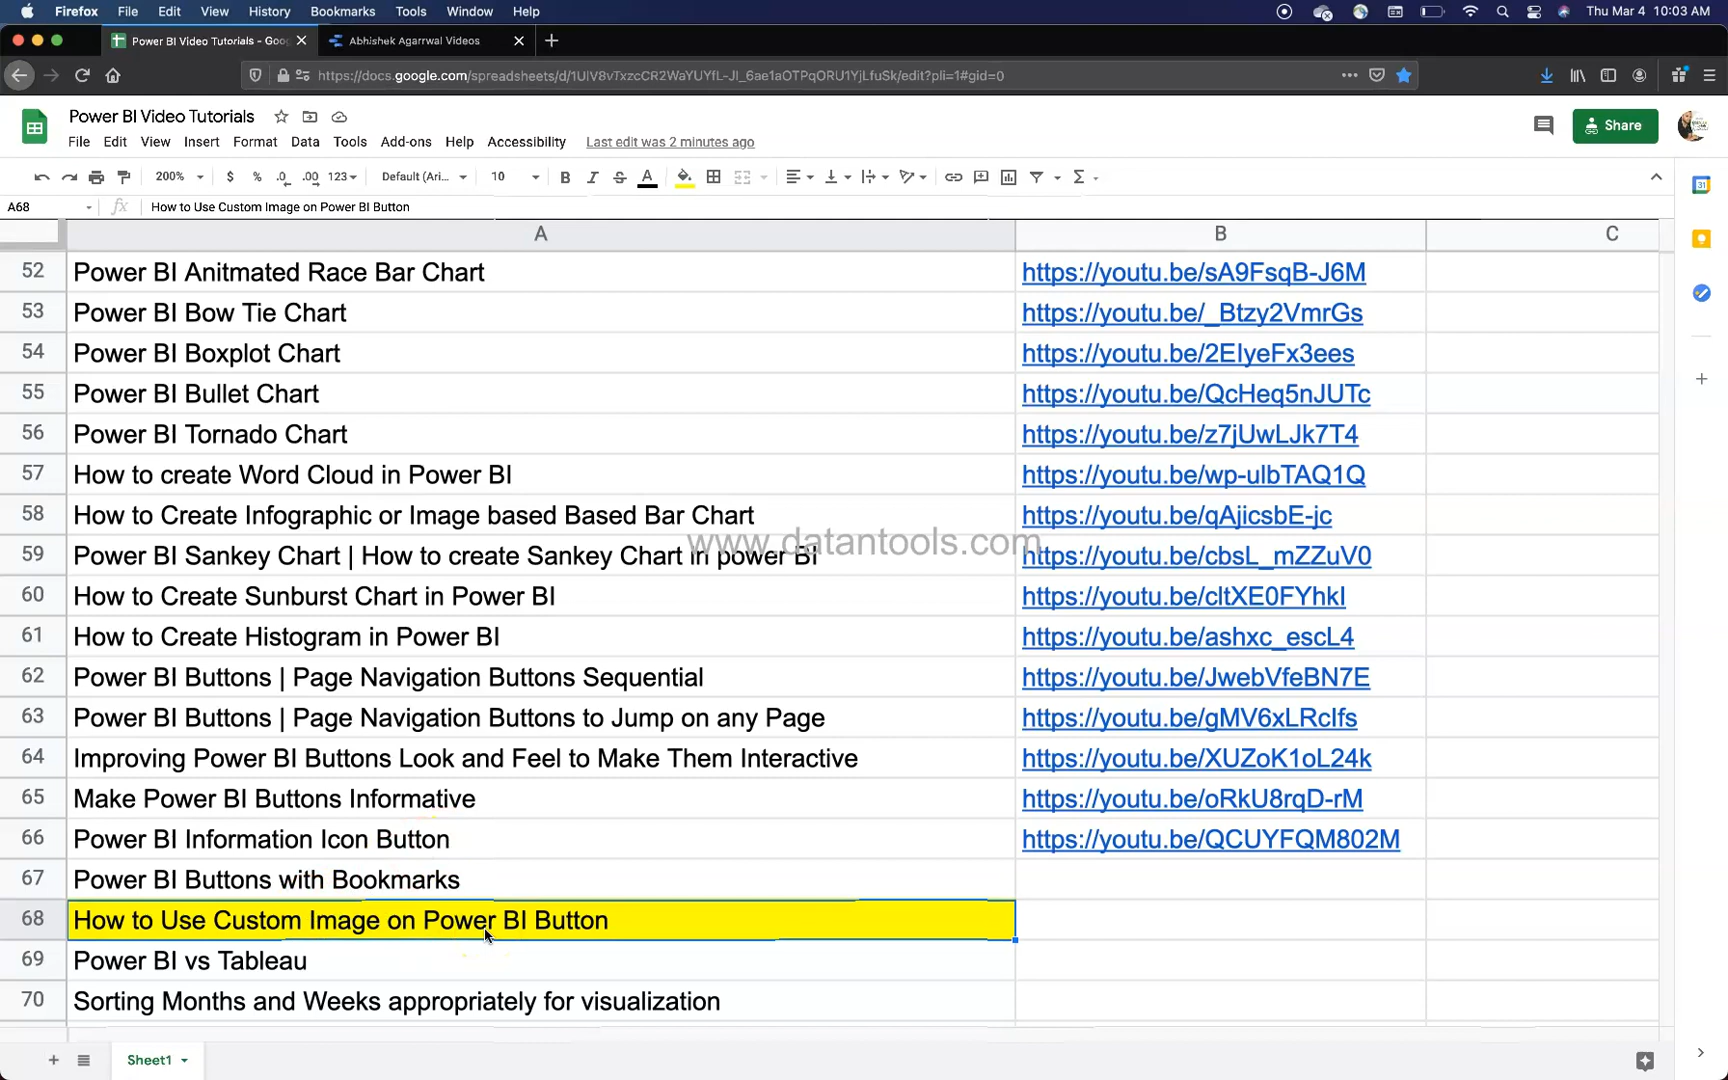 Firefox File Edit View History Bookmarks Tools Window Help Thu Mar 4 10:03 AM
Power BI Video Tutorials - Goo Abhishek Agarrwal Videos
https://docs.google.com/spreadsheets/d/1UlV8vTxzcCR2WaYUYfL-Jl_6ae1aOTPqORU1YjLfuSk/edit?pli=1#gid=0
Power BI Video Tutorials
Share
File Edit View Insert Format Data Tools Add-ons Help Accessibility Last edit was 2 minutes ago
200% $ % .0 .00 123 Default (Ari... 10 B I S A
31
A68 fx How to Use Custom Image on Power BI Button
A B C
52 Power BI Anitmated Race Bar Chart https://youtu.be/sA9FsqB-J6M
53 Power BI Bow Tie Chart https://youtu.be/_Btzy2VmrGs
54 Power BI Boxplot Chart https://youtu.be/2EIyeFx3ees
55 Power BI Bullet Chart https://youtu.be/QcHeq5nJUTc
56 Power BI Tornado Chart https://youtu.be/z7jUwLJk7T4
57 How to create Word Cloud in Power BI https://youtu.be/wp-ulbTAQ1Q
58 How to Create Infographic or Image based Based Bar Chart https://youtu.be/qAjicsbE-jc
www.datantools.com
59 Power BI Sankey Chart | How to create Sankey Chart in power BI https://youtu.be/cbsL_mZZuV0
60 How to Create Sunburst Chart in Power BI https://youtu.be/cltXE0FYhkI
61 How to Create Histogram in Power BI https://youtu.be/ashxc_escL4
62 Power BI Buttons | Page Navigation Buttons Sequential https://youtu.be/JwebVfeBN7E
63 Power BI Buttons | Page Navigation Buttons to Jump on any Page https://youtu.be/gMV6xLRcIfs
64 Improving Power BI Buttons Look and Feel to Make Them Interactive https://youtu.be/XUZoK1oL24k
65 Make Power BI Buttons Informative https://youtu.be/oRkU8rqD-rM
66 Power BI Information Icon Button https://youtu.be/QCUYFQM802M
67 Power BI Buttons with Bookmarks
68 How to Use Custom Image on Power BI Button
69 Power BI vs Tableau
70 Sorting Months and Weeks appropriately for visualization
Sheet1